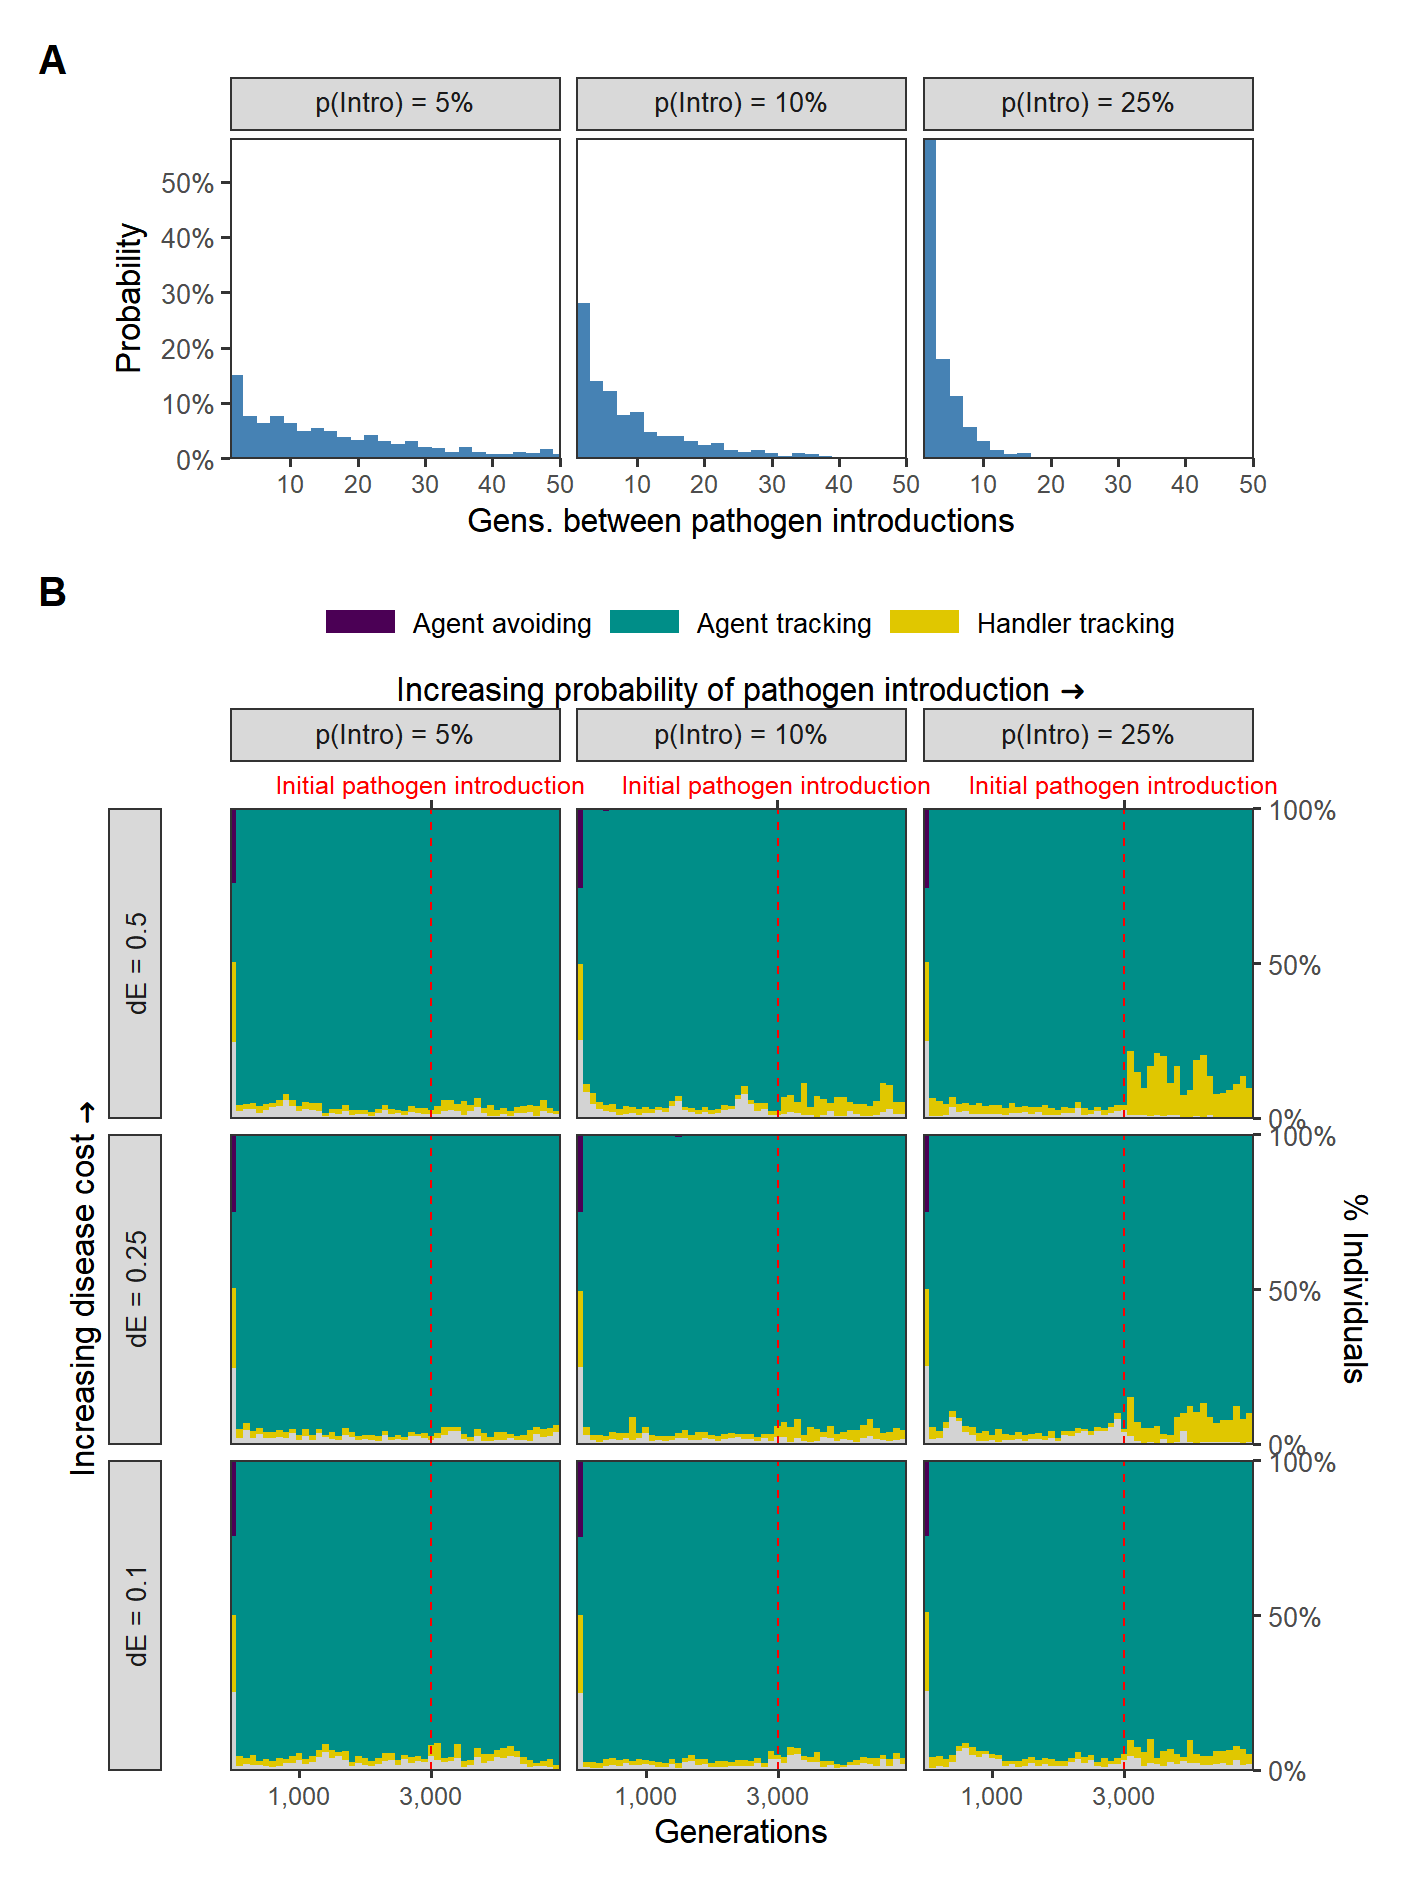 A
p(Intro) = 5%
p(Intro) = 10%
p(Intro) = 25%
Probability
50%
40%
30%
20%
10%
0%
10 20 30 40 50
10 20 30 40 50
10 20 30 40 50
Gens. between pathogen introductions
B
Agent avoiding
Agent tracking
Handler tracking
Increasing probability of pathogen introduction →
p(Intro) = 5%
p(Intro) = 10%
p(Intro) = 25%
Initial pathogen introduction
Initial pathogen introduction
Initial pathogen introduction
Increasing disease cost →
dE = 0.5
dE = 0.25
dE = 0.1
100%
50%
0%
100%
50%
0%
100%
50%
0%
% Individuals
1,000 3,000
1,000 3,000
1,000 3,000
Generations